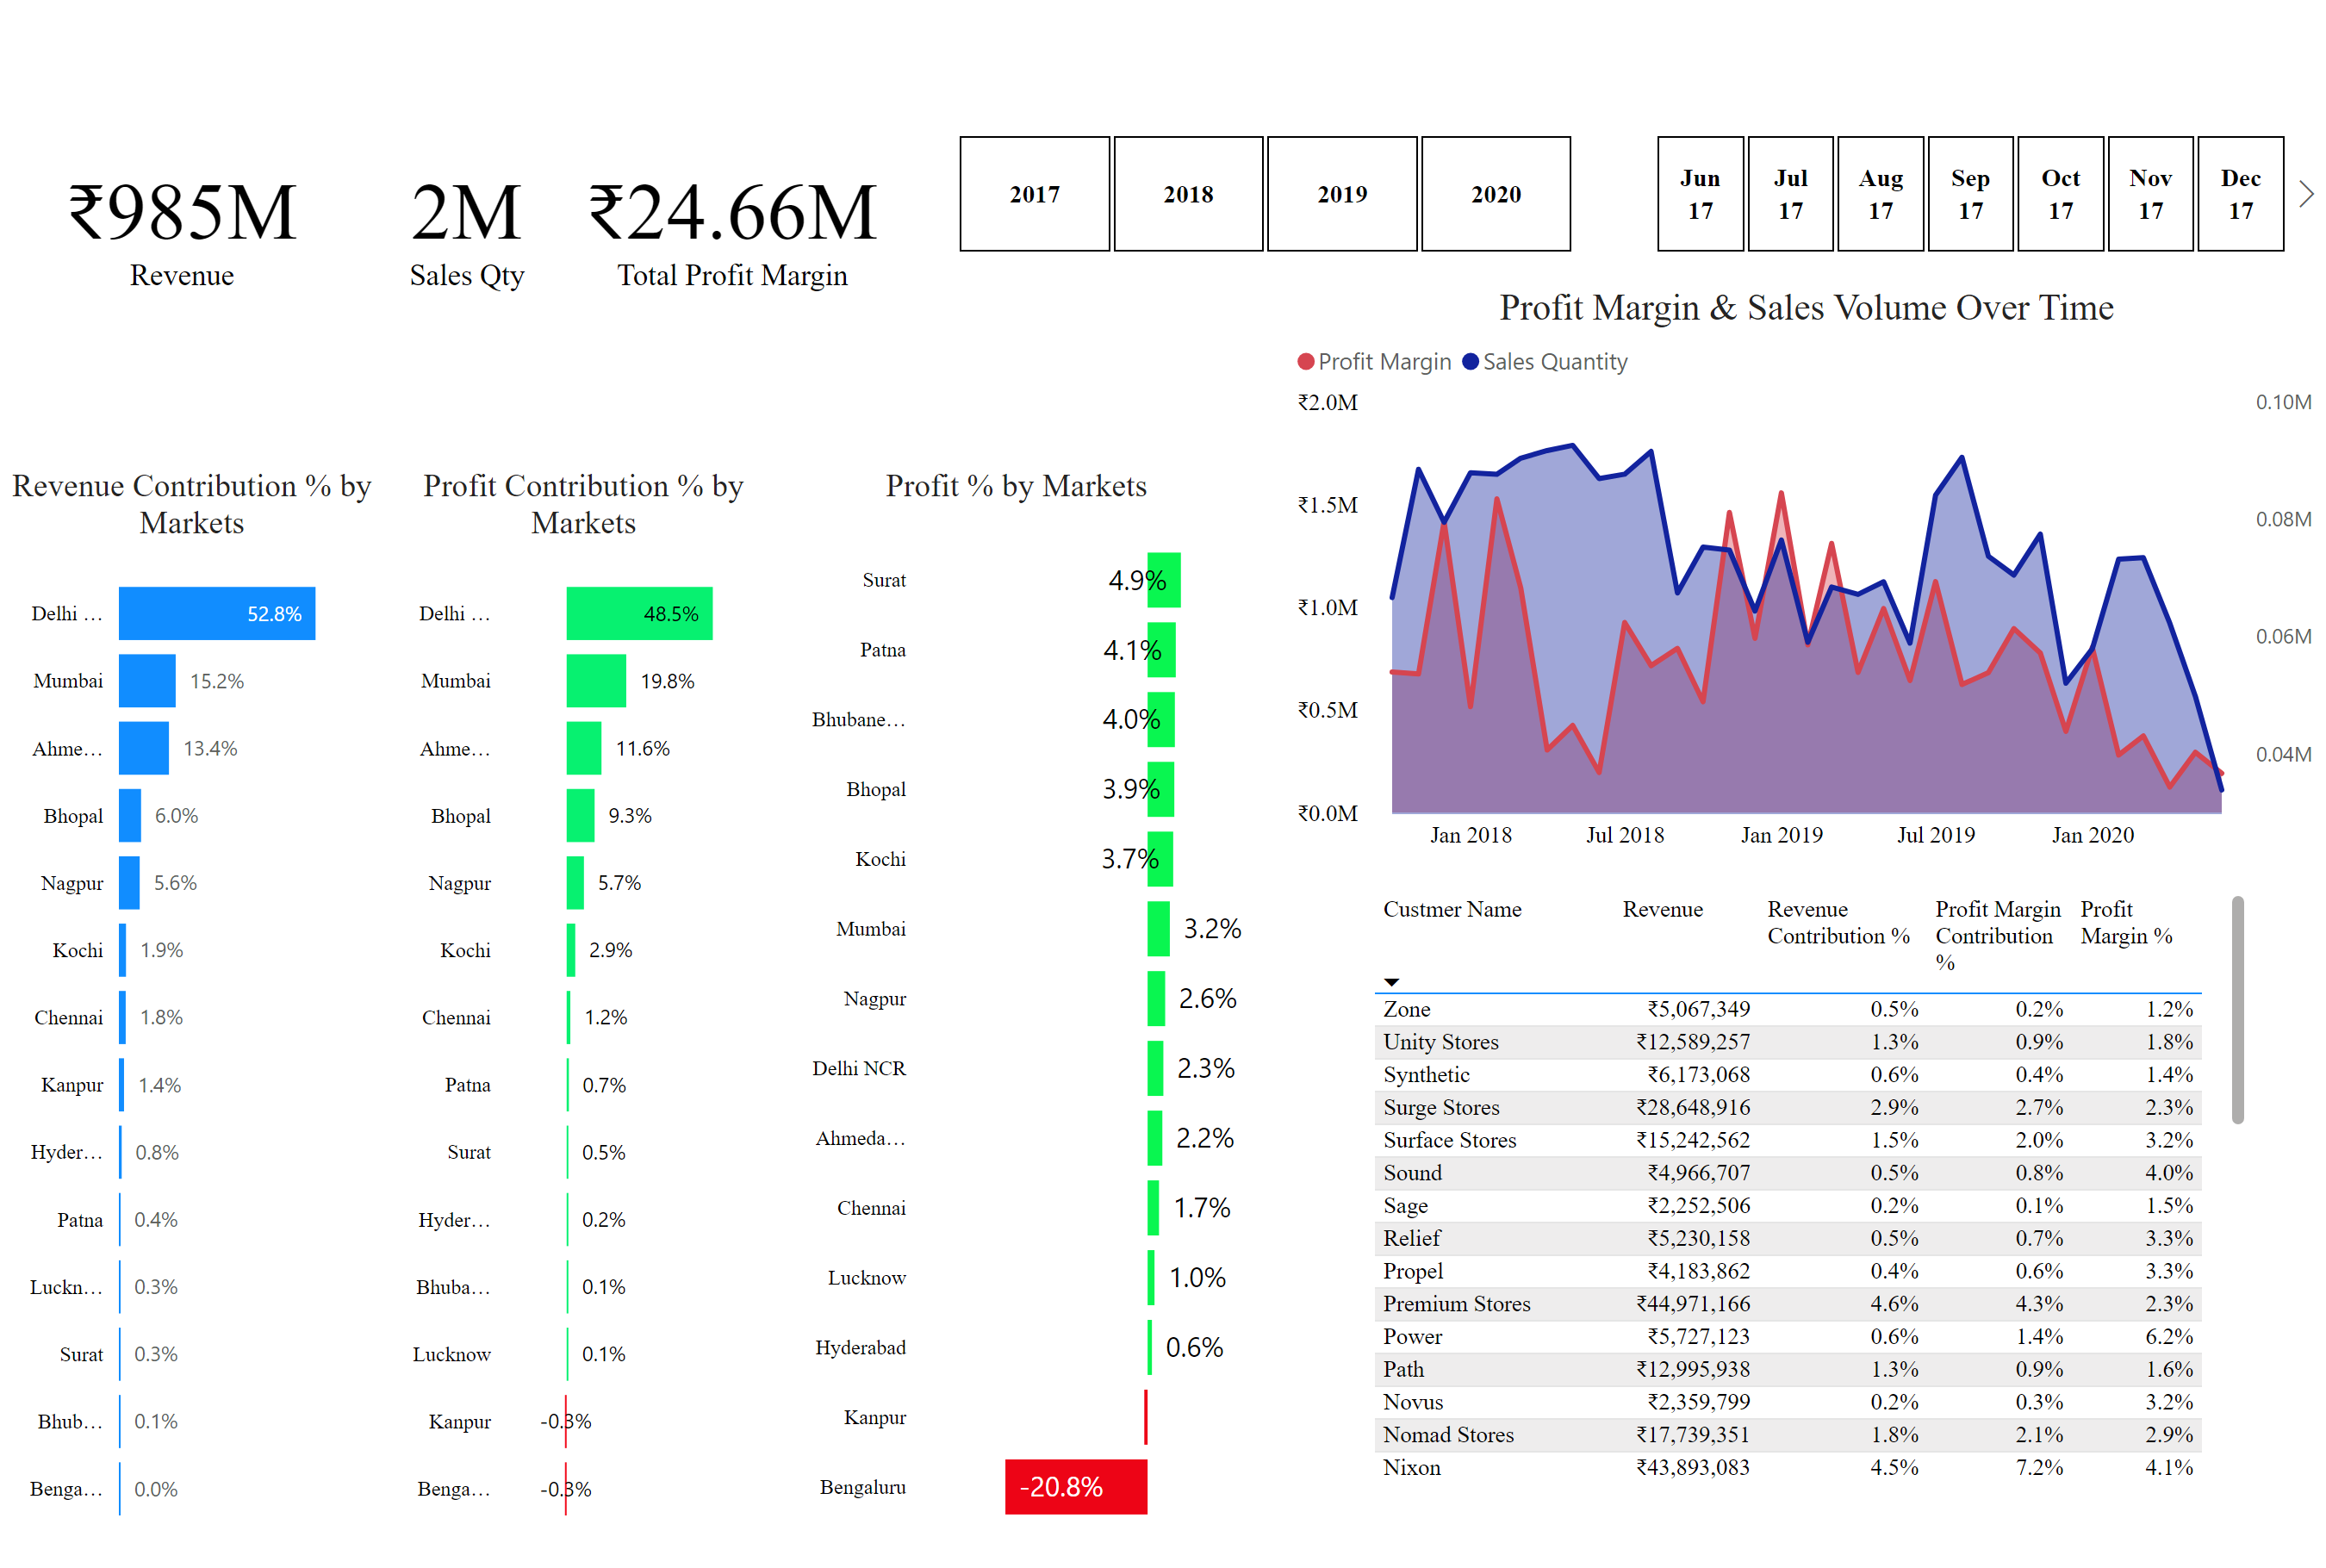 ₹985M
Revenue
2M
Sales Qty
₹24.66M
Total Profit Margin
2017
2018
2019
2020
Jun
17
Jul
17
Aug
17
Sep
17
Oct
17
Nov
17
Dec
17
Revenue Contribution % by
Markets
Delhi …
52.8%
Mumbai
15.2%
Ahme…
13.4%
Bhopal
6.0%
Nagpur
5.6%
Kochi
1.9%
Chennai
1.8%
Kanpur
1.4%
Hyder…
0.8%
Patna
0.4%
Luckn…
0.3%
Surat
0.3%
Bhub…
0.1%
Benga…
0.0%
Profit Contribution % by
Markets
Delhi …
48.5%
Mumbai
19.8%
Ahme…
11.6%
Bhopal
9.3%
Nagpur
5.7%
Kochi
2.9%
Chennai
1.2%
Patna
0.7%
Surat
0.5%
Hyder…
0.2%
Bhuba…
0.1%
Lucknow
0.1%
Kanpur
-0.3%
Benga…
-0.3%
Profit % by Markets
Surat
4.9%
Patna
4.1%
Bhubane…
4.0%
Bhopal
3.9%
Kochi
3.7%
Mumbai
3.2%
Nagpur
2.6%
Delhi NCR
2.3%
Ahmeda…
2.2%
Chennai
1.7%
Lucknow
1.0%
Hyderabad
0.6%
Kanpur
Bengaluru
-20.8%
Profit Margin & Sales Volume Over Time
Profit Margin Sales Quantity
₹2.0M
₹1.5M
₹1.0M
₹0.5M
₹0.0M
0.10M
0.08M
0.06M
0.04M
Jan 2018 Jul 2018 Jan 2019 Jul 2019 Jan 2020
Custmer Name Revenue Revenue Contribution % Profit Margin Contribution % Profit Margin %
Zone ₹5,067,349 0.5% 0.2% 1.2%
Unity Stores ₹12,589,257 1.3% 0.9% 1.8%
Synthetic ₹6,173,068 0.6% 0.4% 1.4%
Surge Stores ₹28,648,916 2.9% 2.7% 2.3%
Surface Stores ₹15,242,562 1.5% 2.0% 3.2%
Sound ₹4,966,707 0.5% 0.8% 4.0%
Sage ₹2,252,506 0.2% 0.1% 1.5%
Relief ₹5,230,158 0.5% 0.7% 3.3%
Propel ₹4,183,862 0.4% 0.6% 3.3%
Premium Stores ₹44,971,166 4.6% 4.3% 2.3%
Power ₹5,727,123 0.6% 1.4% 6.2%
Path ₹12,995,938 1.3% 0.9% 1.6%
Novus ₹2,359,799 0.2% 0.3% 3.2%
Nomad Stores ₹17,739,351 1.8% 2.1% 2.9%
Nixon ₹43,893,083 4.5% 7.2% 4.1%